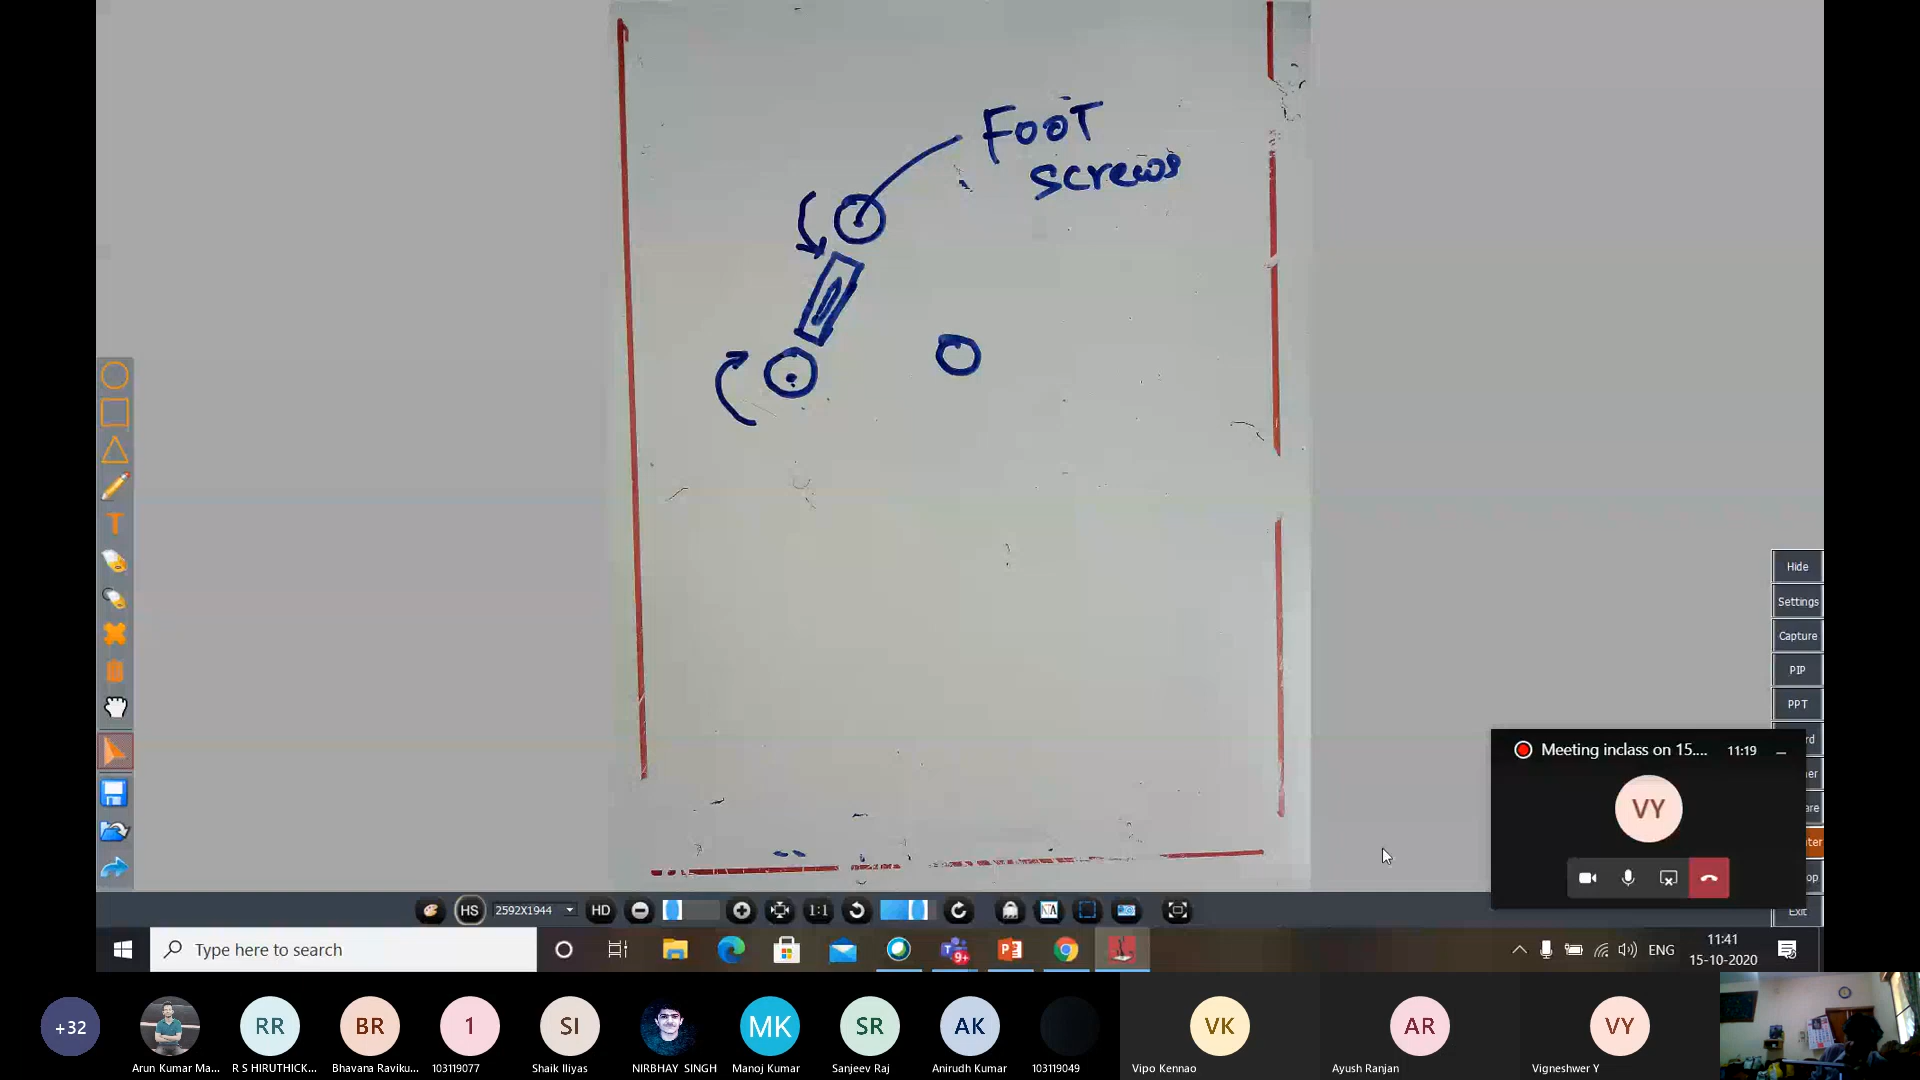 FOOT
screws
Hide
Settings
Capture
PIP
PPT
Exit
Meeting inclass on 15.... 11:19
VY
HS 2592X1944 HD 1:1
Type here to search
9+
ENG
11:41
15-10-2020
+32 RR BR 1 SI MK SR AK VK AR VY
Arun Kumar Ma... R S HIRUTHICK... Bhavana Raviku... 103119077 Shaik Iliyas NIRBHAY SINGH Manoj Kumar Sanjeev Raj Anirudh Kumar 103119049 Vipo Kennao Ayush Ranjan Vigneshwer Y